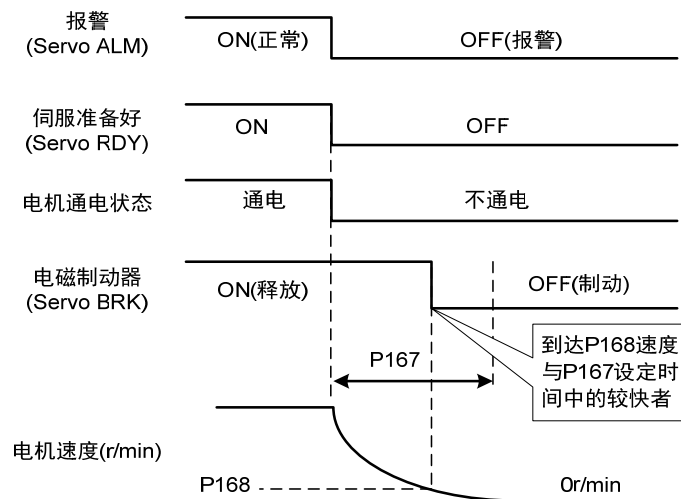 报警
(Servo ALM)
ON(正常)
OFF(报警)
伺服准备好
(Servo RDY)
ON
OFF
电机通电状态
通电
不通电
电磁制动器
(Servo BRK)
ON(释放)
OFF(制动)
到达P168速度
与P167设定时
间中的较快者
P167
电机速度(r/min)
P168
0r/min